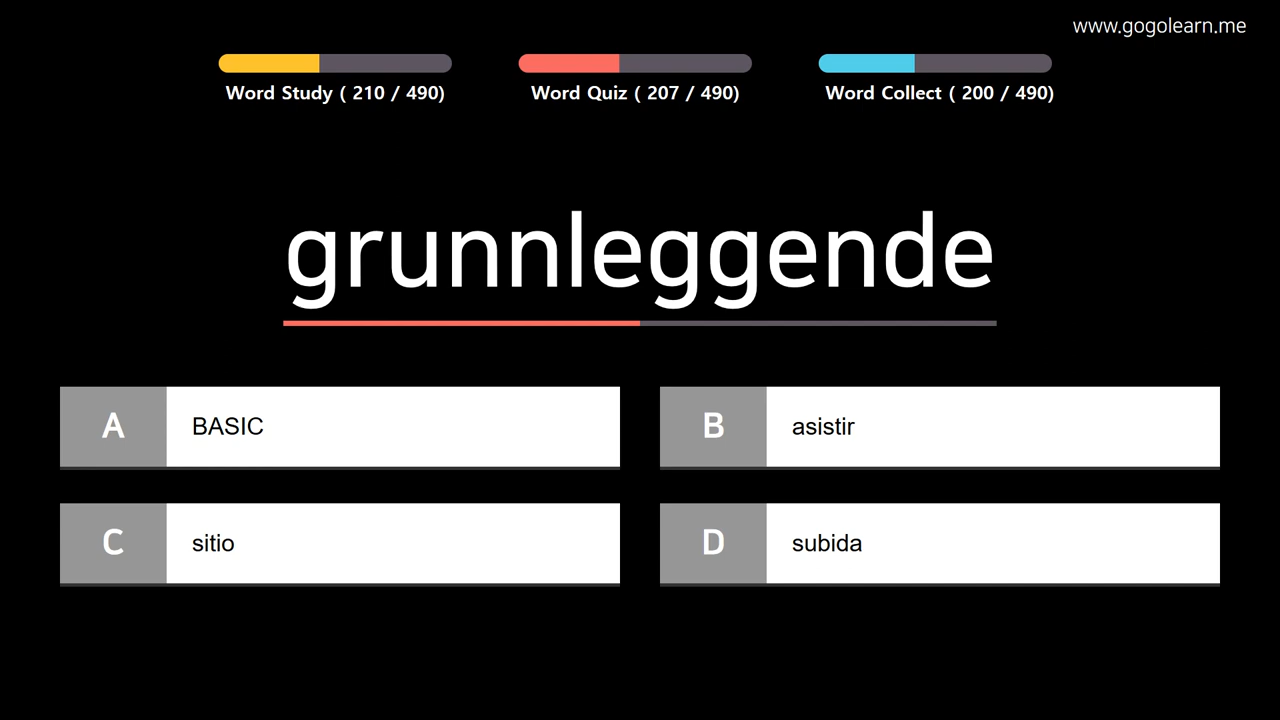 www.gogolearn.me
Word Study ( 210 / 490)
Word Quiz ( 207 / 490)
Word Collect ( 200 / 490)
grunnleggende
A BASIC
B asistir
C sitio
D subida